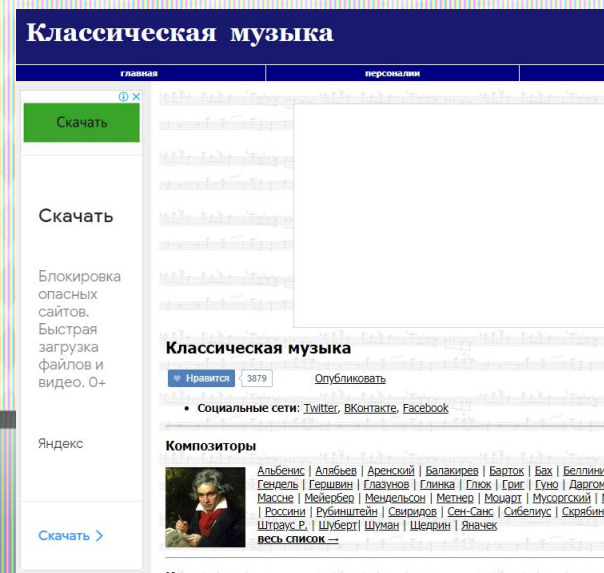 Классическая музыка
главная
персоналии
Скачать
Скачать
Блокировка
опасных
сайтов.
Быстрая
загрузка
файлов и
видео. 0+
Яндекс
Скачать >
Классическая музыка
Нравится 3879 Опубликовать
• Социальные сети: Twitter, ВКонтакте, Facebook
Композиторы
Альбенис | Алябьев | Аренский | Балакирев | Барток | Бах | Беллини
Гендель | Гершвин | Глазунов | Глинка | Глюк | Григ | Гуно | Даргом
Массне | Мейербер | Мендельсон | Метнер | Моцарт | Мусоргский |
| Россини | Рубинштейн | Свиридов | Сен-Санс | Сибелиус | Скрябин
Штраус Р. | Шуберт| Шуман | Щедрин | Яначек
весь список →